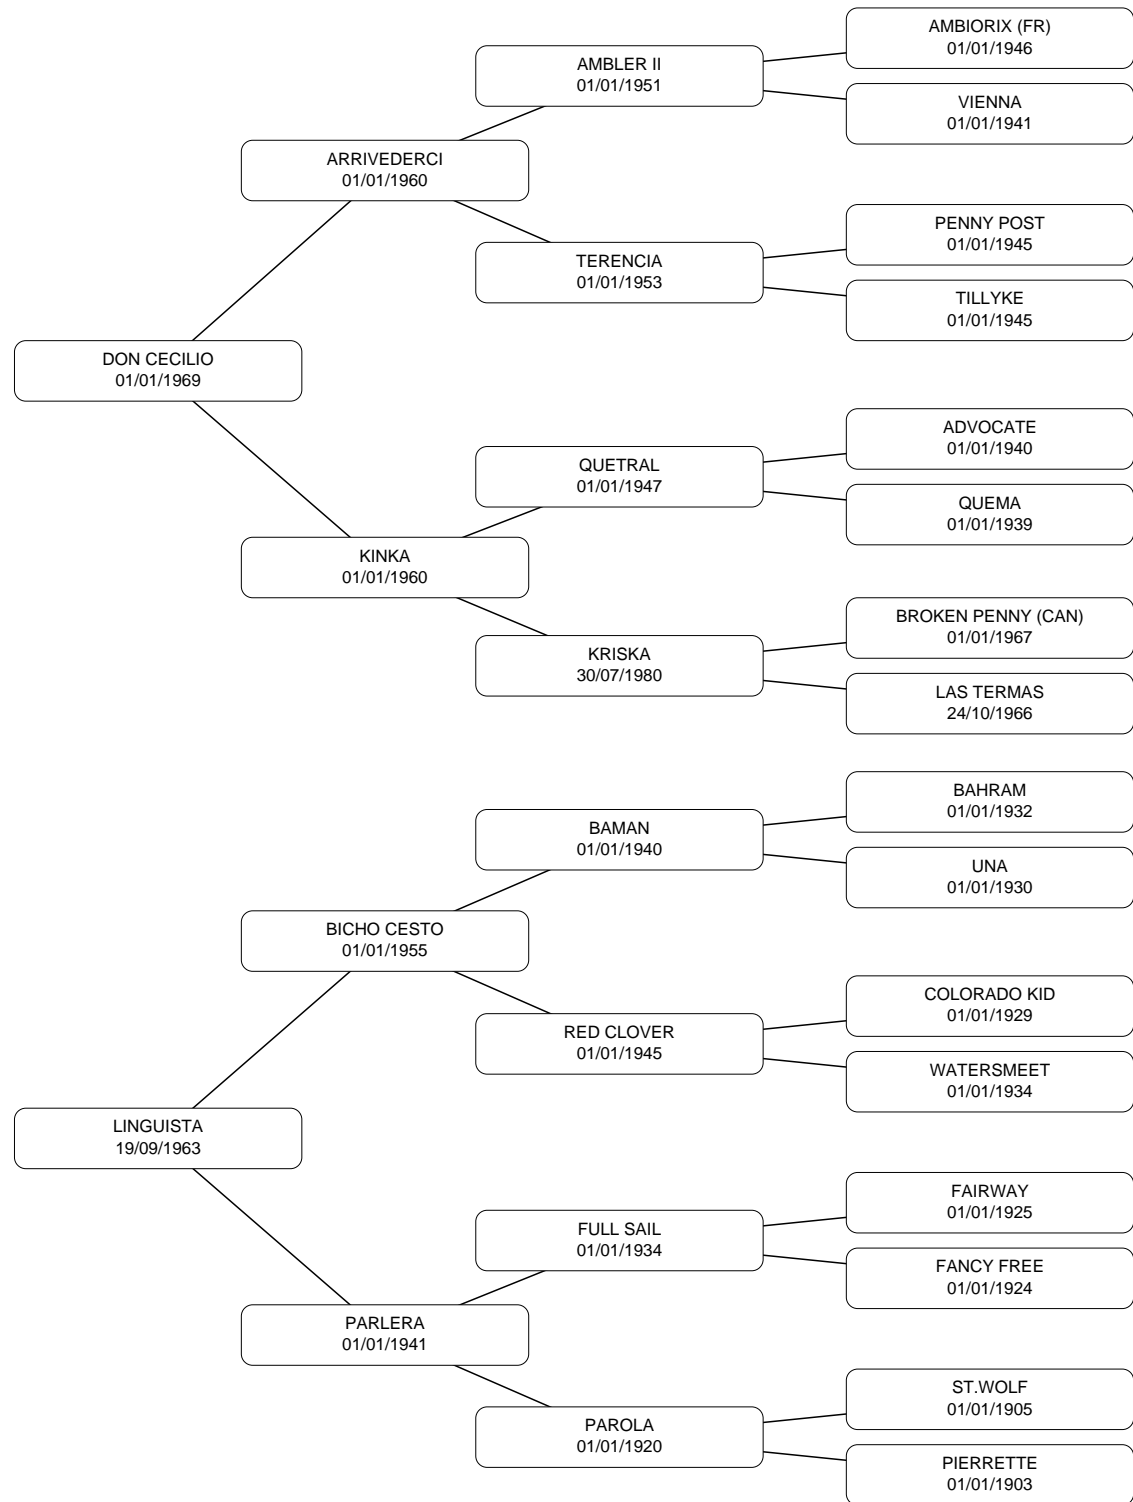 AMBIORIX (FR)
01/01/1946
AMBLER II
01/01/1951
VIENNA
01/01/1941
ARRIVEDERCI
01/01/1960
PENNY POST
01/01/1945
TERENCIA
01/01/1953
TILLYKE
01/01/1945
DON CECILIO
01/01/1969
ADVOCATE
01/01/1940
QUETRAL
01/01/1947
QUEMA
01/01/1939
KINKA
01/01/1960
BROKEN PENNY (CAN)
01/01/1967
KRISKA
30/07/1980
LAS TERMAS
24/10/1966
BAHRAM
01/01/1932
BAMAN
01/01/1940
UNA
01/01/1930
BICHO CESTO
01/01/1955
COLORADO KID
01/01/1929
RED CLOVER
01/01/1945
WATERSMEET
01/01/1934
LINGUISTA
19/09/1963
FAIRWAY
01/01/1925
FULL SAIL
01/01/1934
FANCY FREE
01/01/1924
PARLERA
01/01/1941
ST.WOLF
01/01/1905
PAROLA
01/01/1920
PIERRETTE
01/01/1903